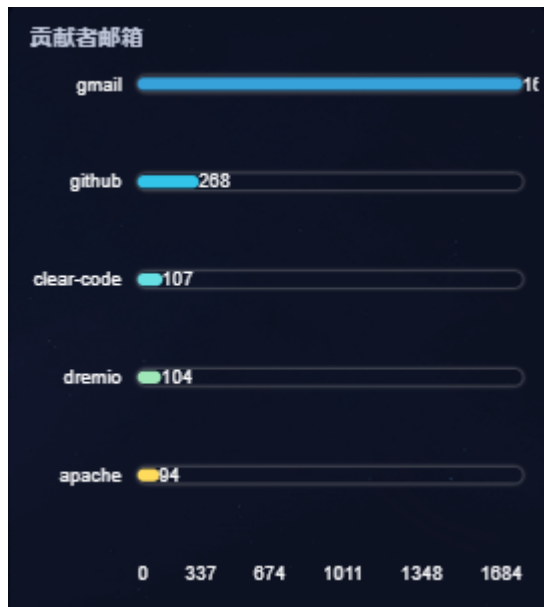 贡献者邮箱
gmail
github 268
clear-code 107
dremio 104
apache 94
0 337 674 1011 1348 1684